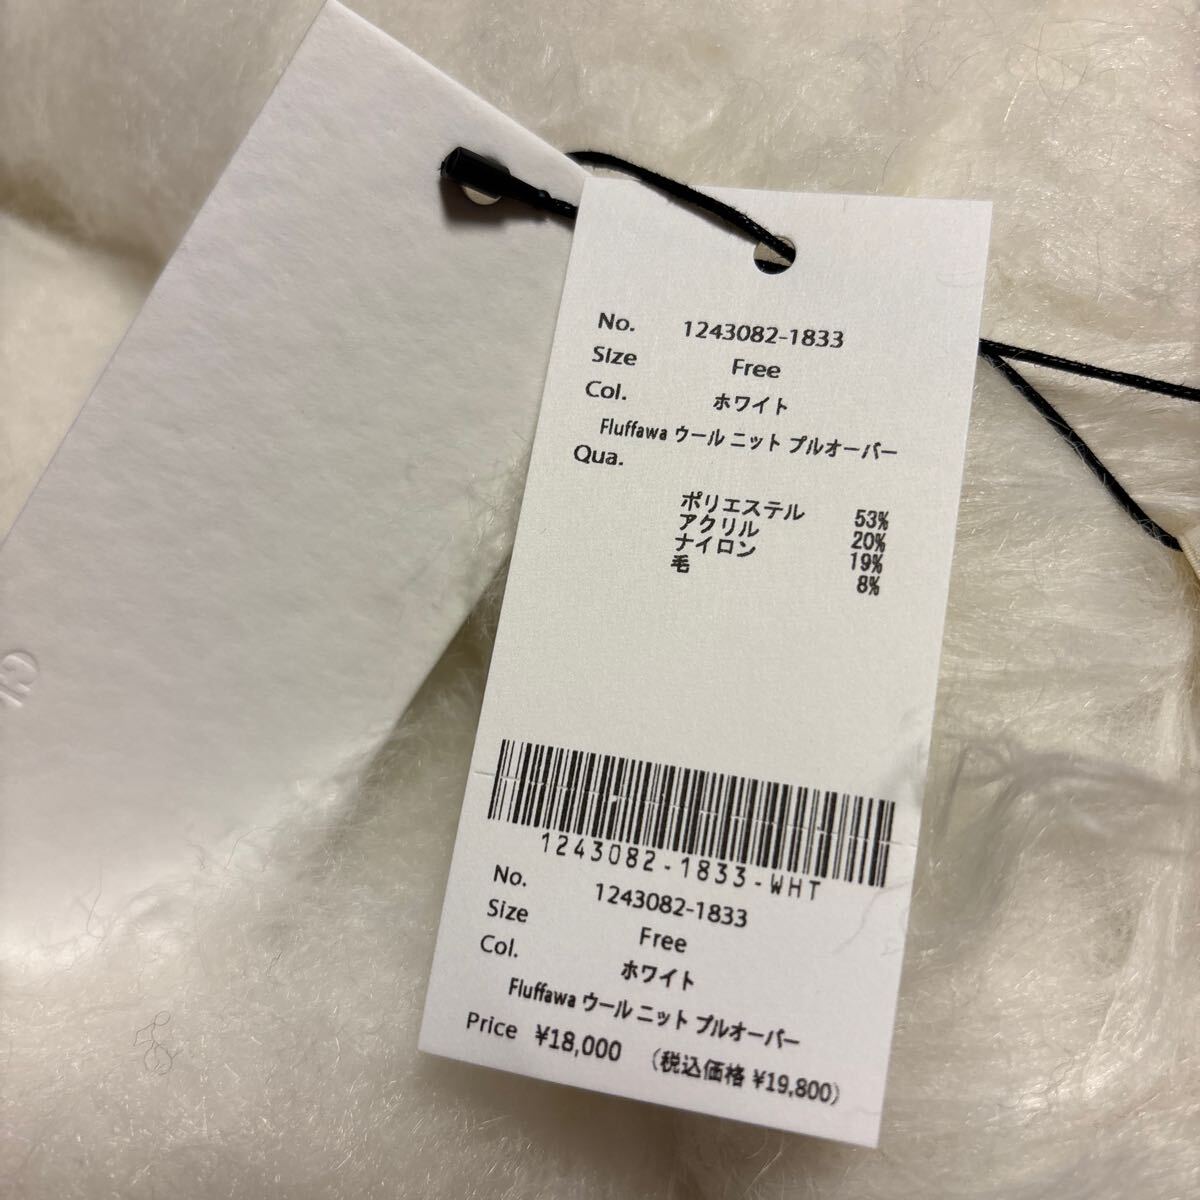 No. 1243082-1833
Size Free
Col. ホワイト
Fluffawa ウール ニット プルオーバー
Qua.
ポリエステル 53%
アクリル 20%
ナイロン 19%
毛 8%
1243082-1833-WHT
No. 1243082-1833
Size Free
Col. ホワイト
Fluffawa ウール ニット プルオーバー
Price ¥18,000 (税込価格 ¥19,800)